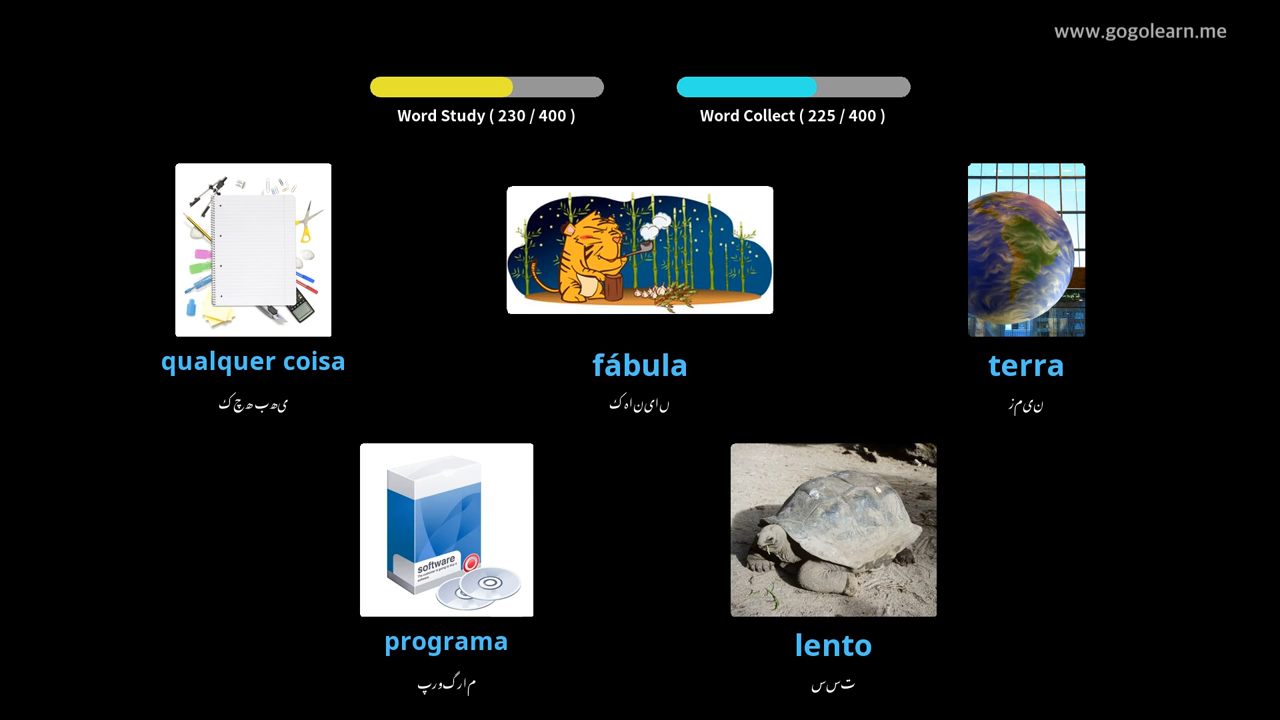 www.gogolearn.me
Word Study ( 230 / 400 )
Word Collect ( 225 / 400 )
qualquer coisa
کچھ بھی
fábula
کہانیاں
terra
زمین
software
programa
پروگرام
lento
سست